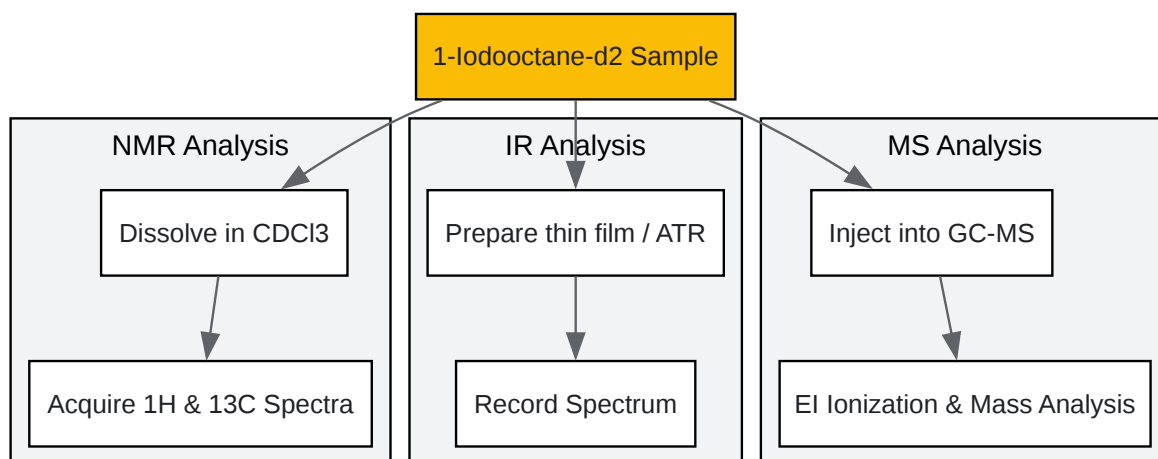 1-Iodooctane-d2 Sample
NMR Analysis
IR Analysis
MS Analysis
Dissolve in CDCl3
Prepare thin film / ATR
Inject into GC-MS
Acquire 1H & 13C Spectra
Record Spectrum
EI Ionization & Mass Analysis